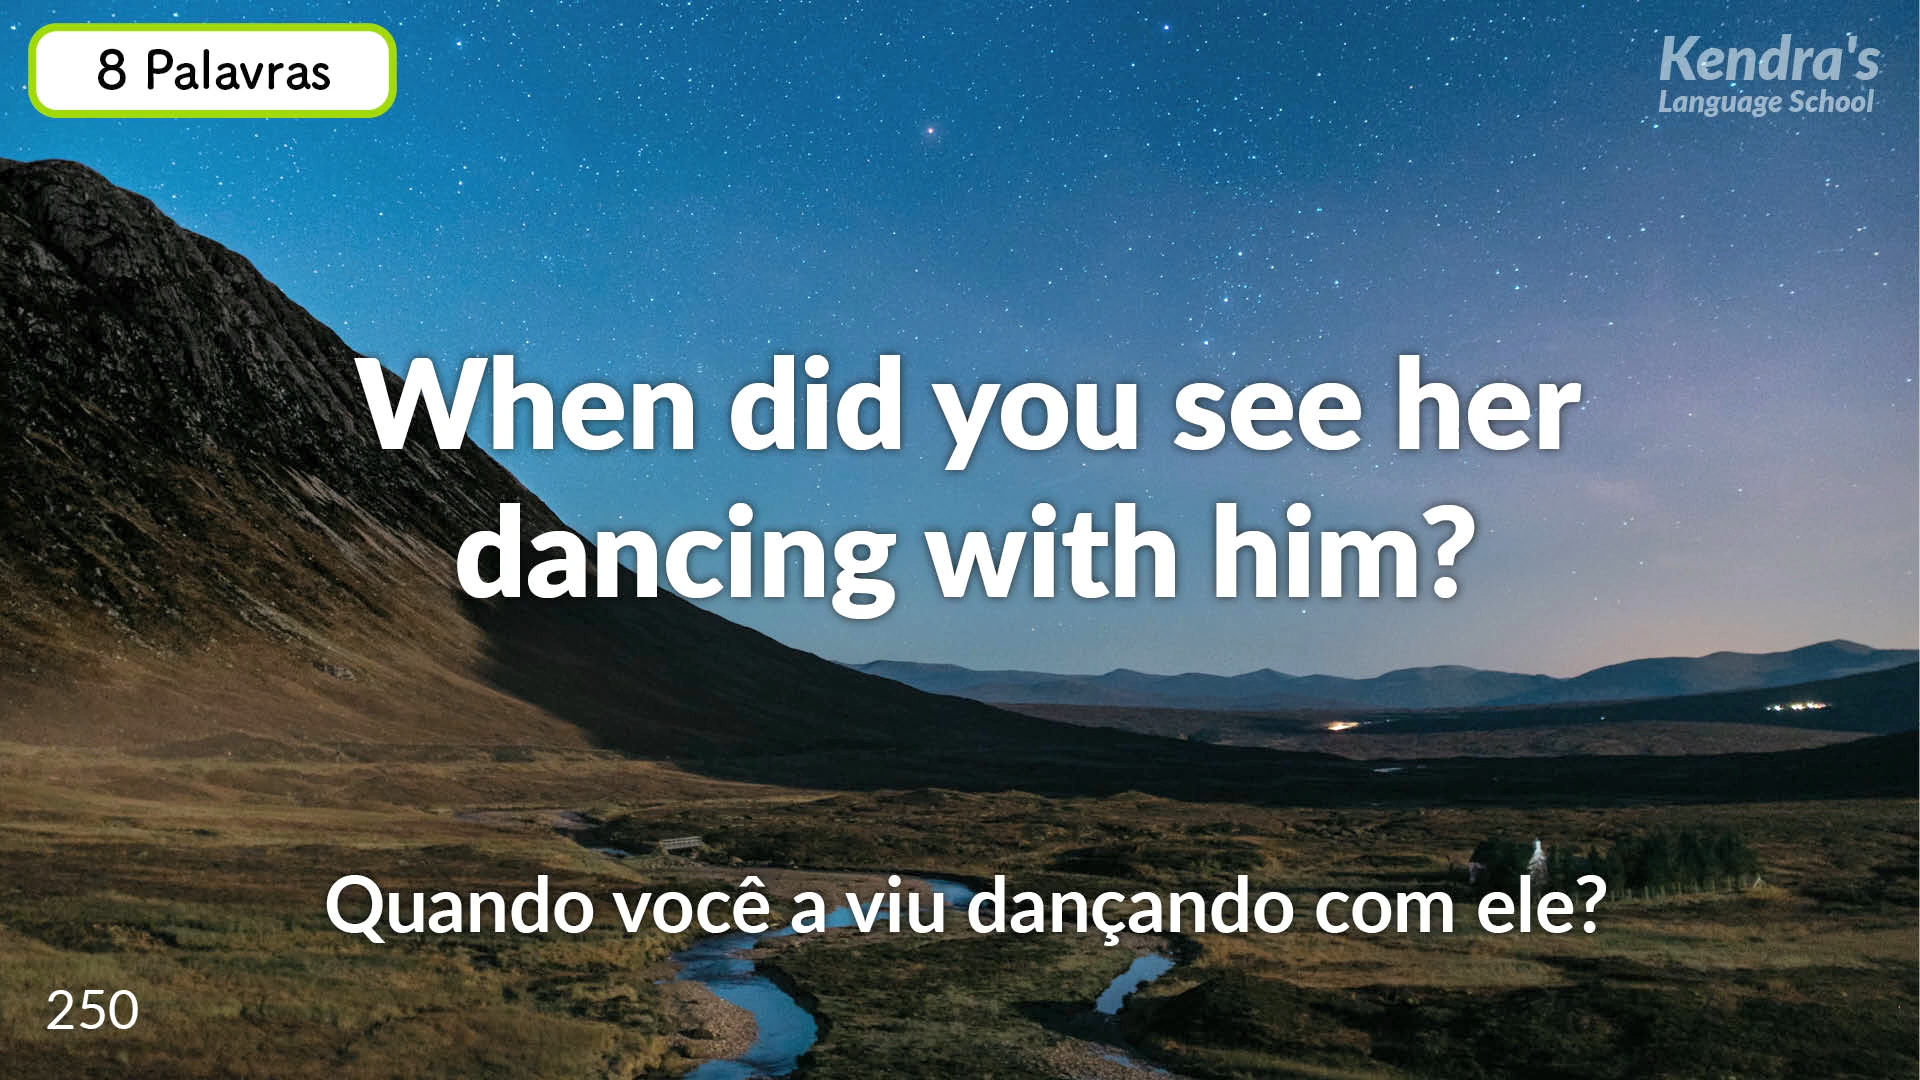 8 Palavras
Kendra's
Language School
When did you see her
dancing with him?
Quando você a viu dançando com ele?
250